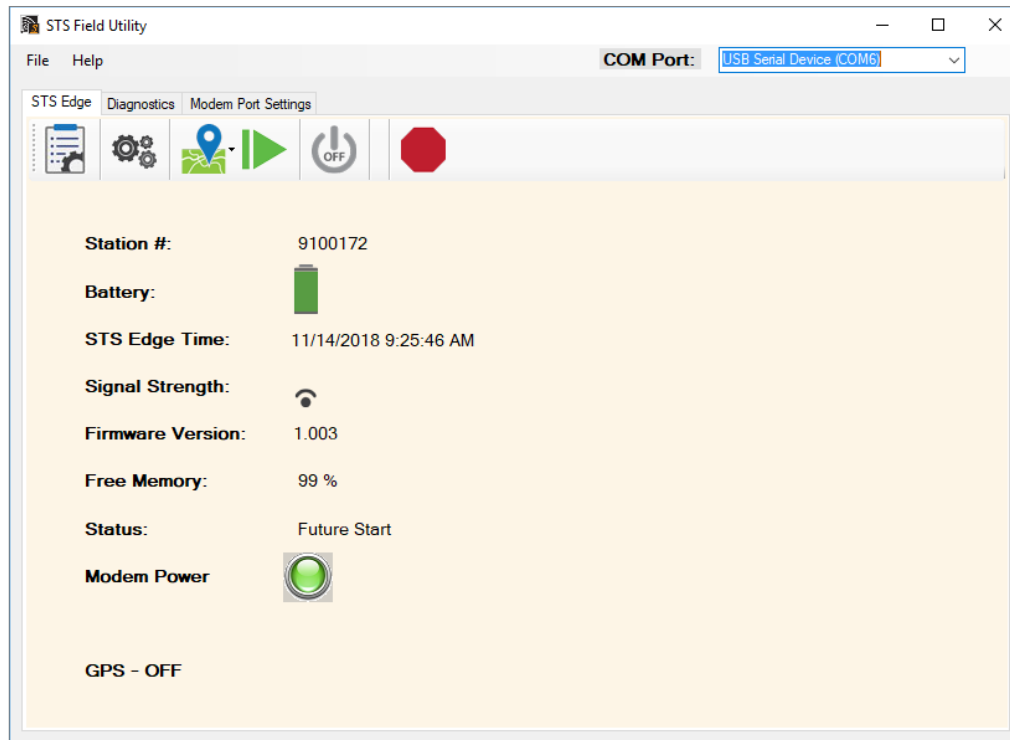 STS Field Utility
File Help COM Port: USB Serial Device (COM6)
STS Edge Diagnostics Modem Port Settings
OFF
Station #: 9100172
Battery:
STS Edge Time: 11/14/2018 9:25:46 AM
Signal Strength:
Firmware Version: 1.003
Free Memory: 99 %
Status: Future Start
Modem Power
GPS - OFF